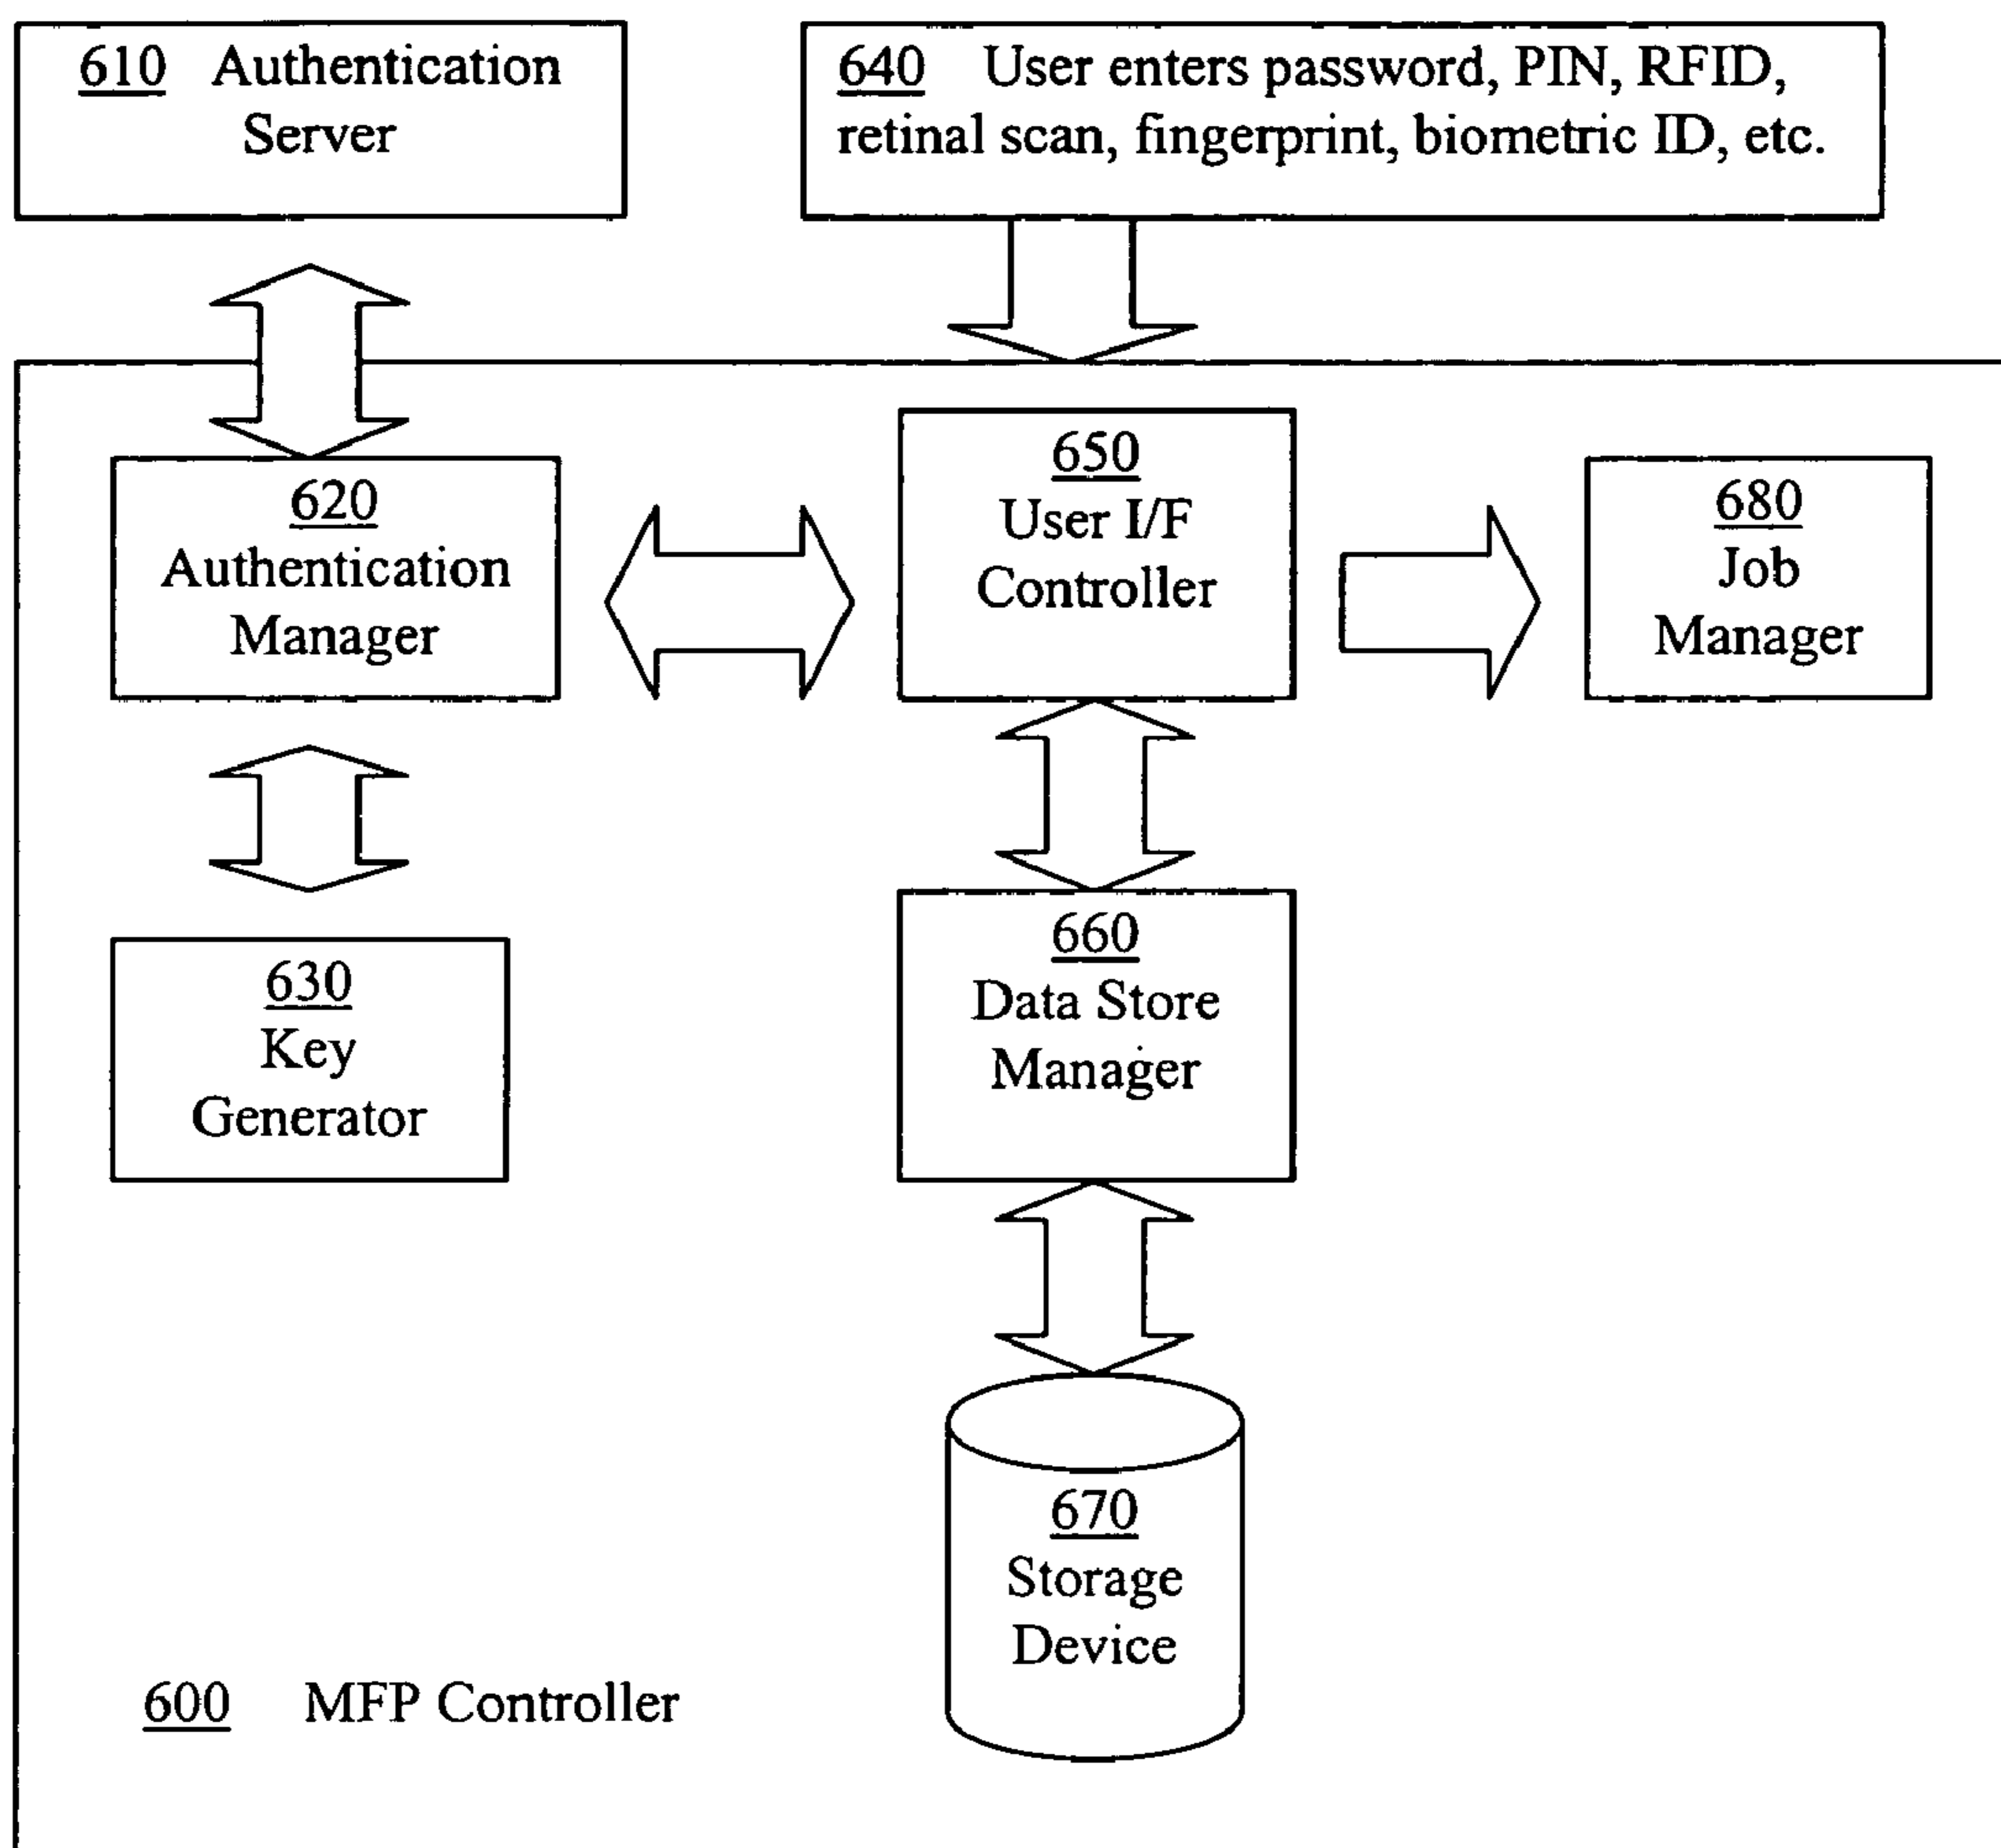 610 Authentication
Server
640 User enters password, PIN, RFID,
retinal scan, fingerprint, biometric ID, etc.
620
Authentication
Manager
650
User I/F
Controller
680
Job
Manager
630
Key
Generator
660
Data Store
Manager
670
Storage
Device
600 MFP Controller